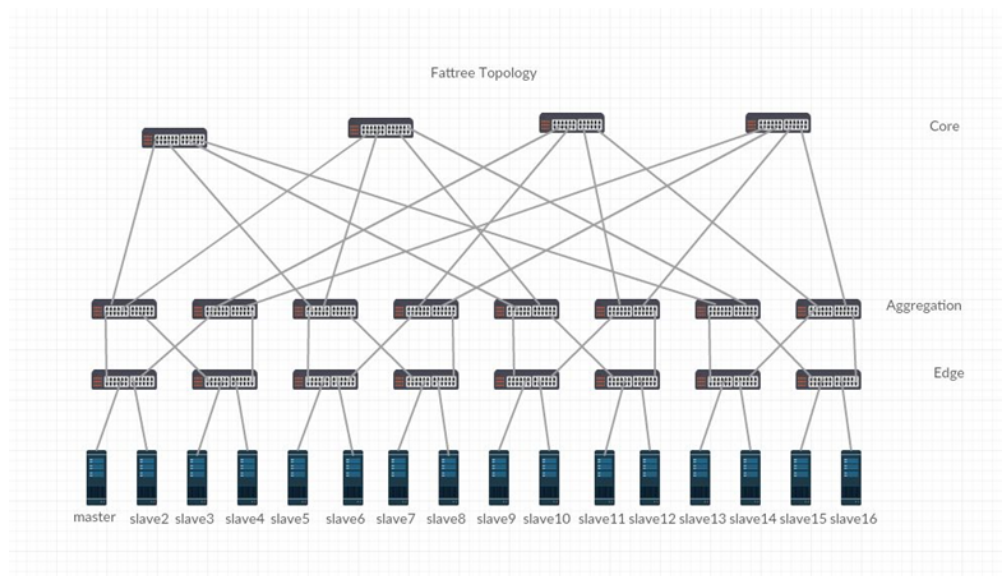 Fattree Topology
Core
Aggregation
Edge
master slave2 slave3 slave4 slave5 slave6 slave7 slave8 slave9 slave10 slave11 slave12 slave13 slave14 slave15 slave16